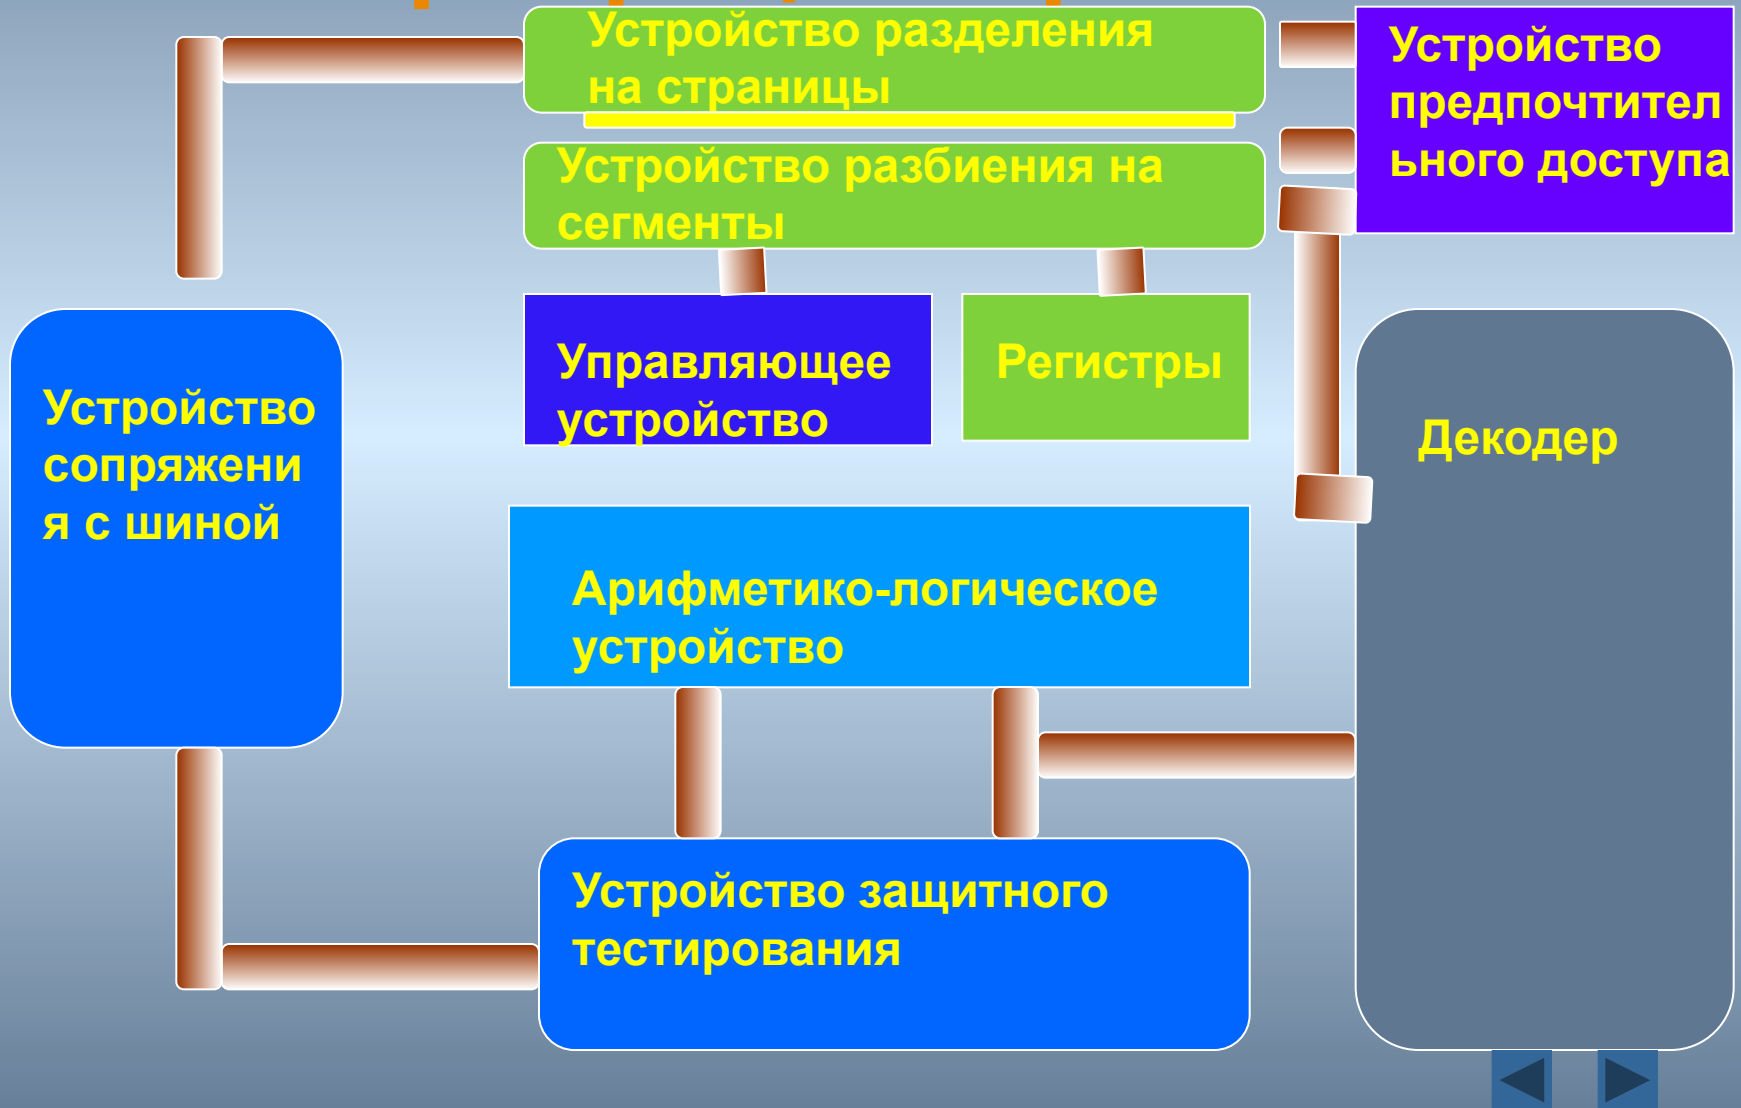 Устройство разделения
на страницы
Устройство
предпочтител
ьного доступа
Устройство разбиения на
сегменты
Управляющее
устройство
Регистры
Устройство
сопряжени
я с шиной
Декодер
Арифметико-логическое
устройство
Устройство защитного
тестирования